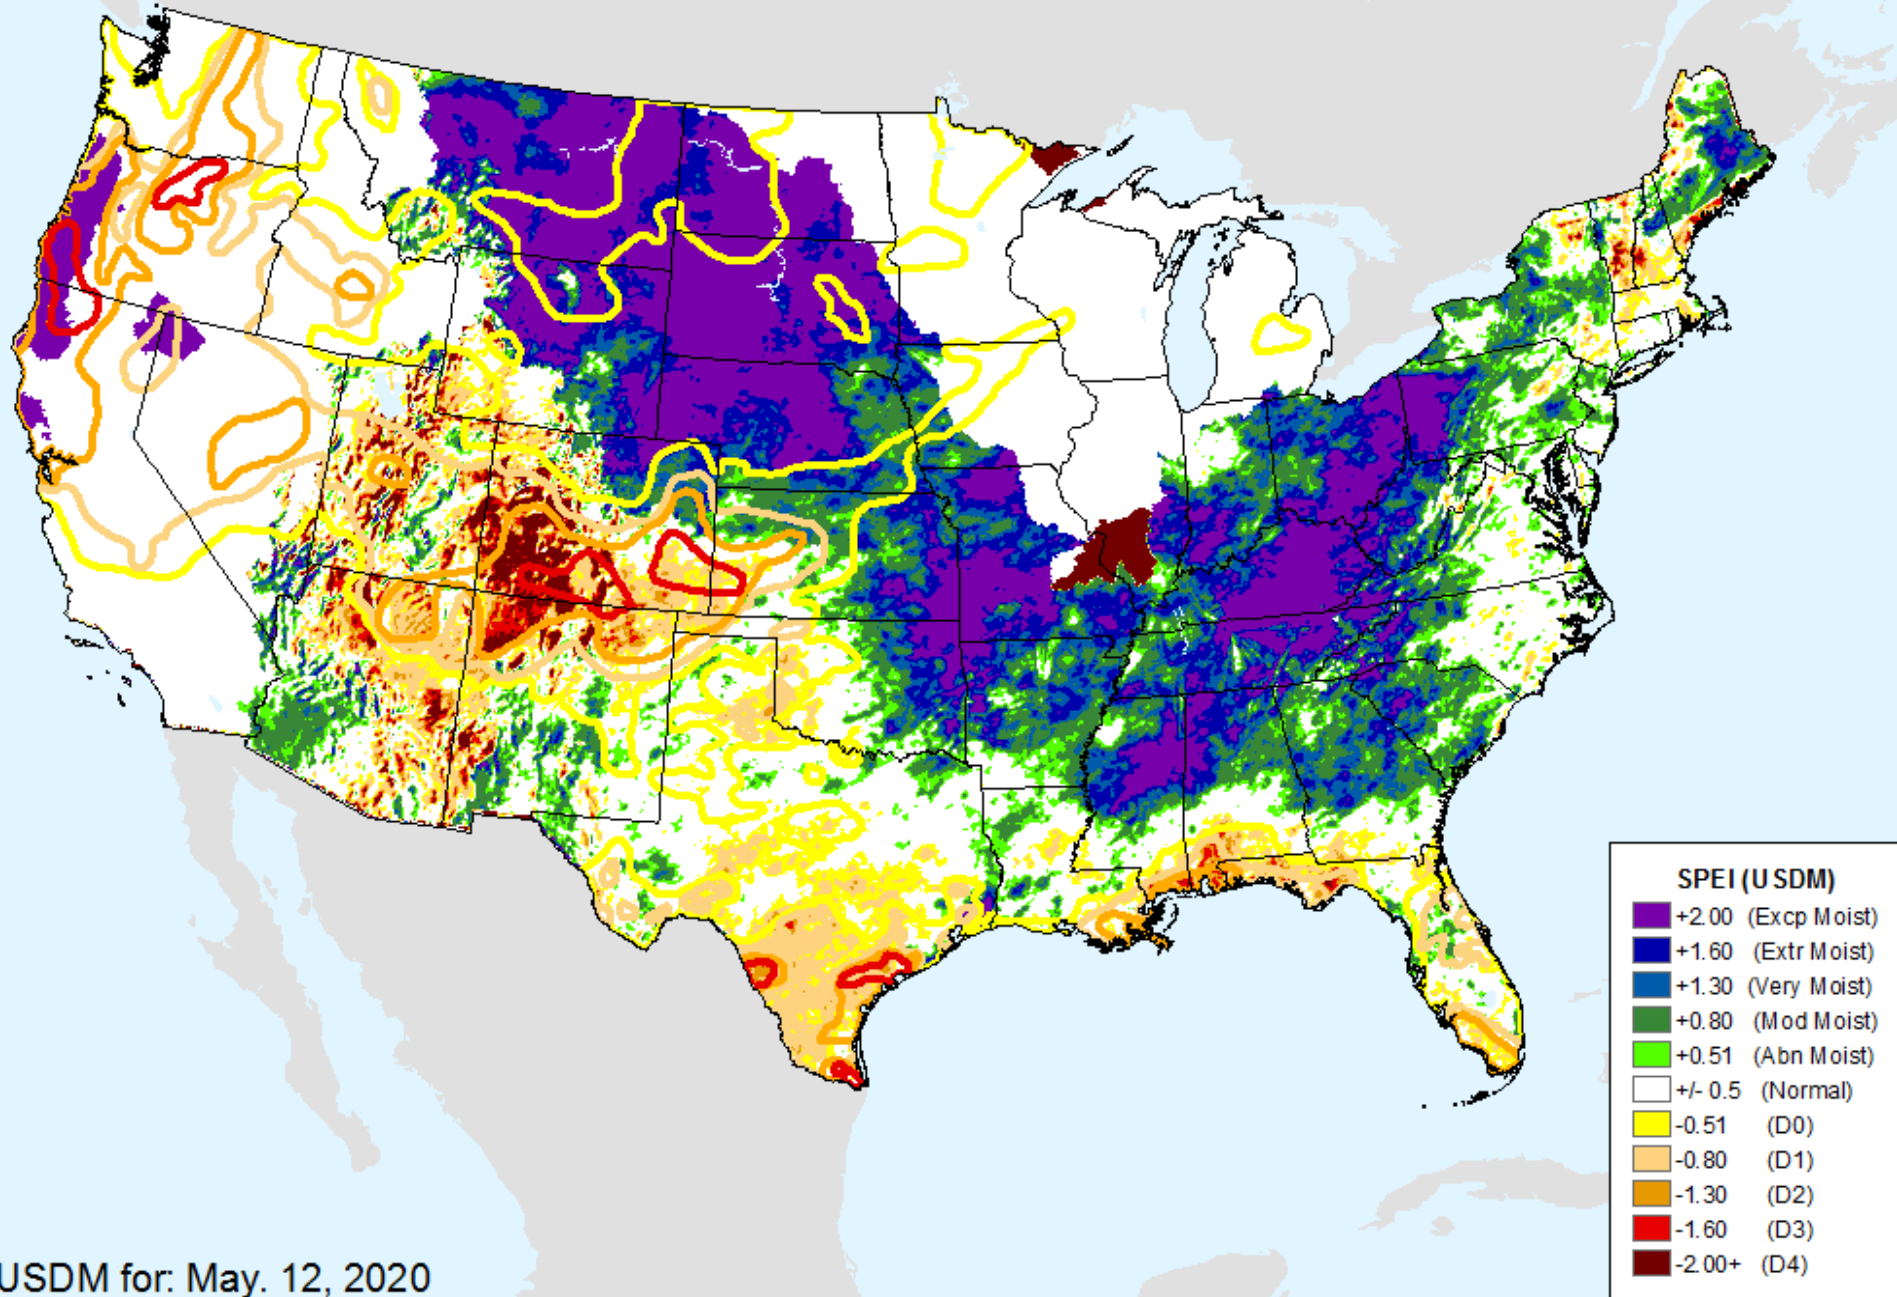 SPEI (USDM)
+2.00 (Excp Moist)
+1.60 (Extr Moist)
+1.30 (Very Moist)
+0.80 (Mod Moist)
+0.51 (Abn Moist)
+/- 0.5 (Normal)
-0.51 (D0)
-0.80 (D1)
-1.30 (D2)
-1.60 (D3)
-2.00+ (D4)
USDM for: May. 12, 2020